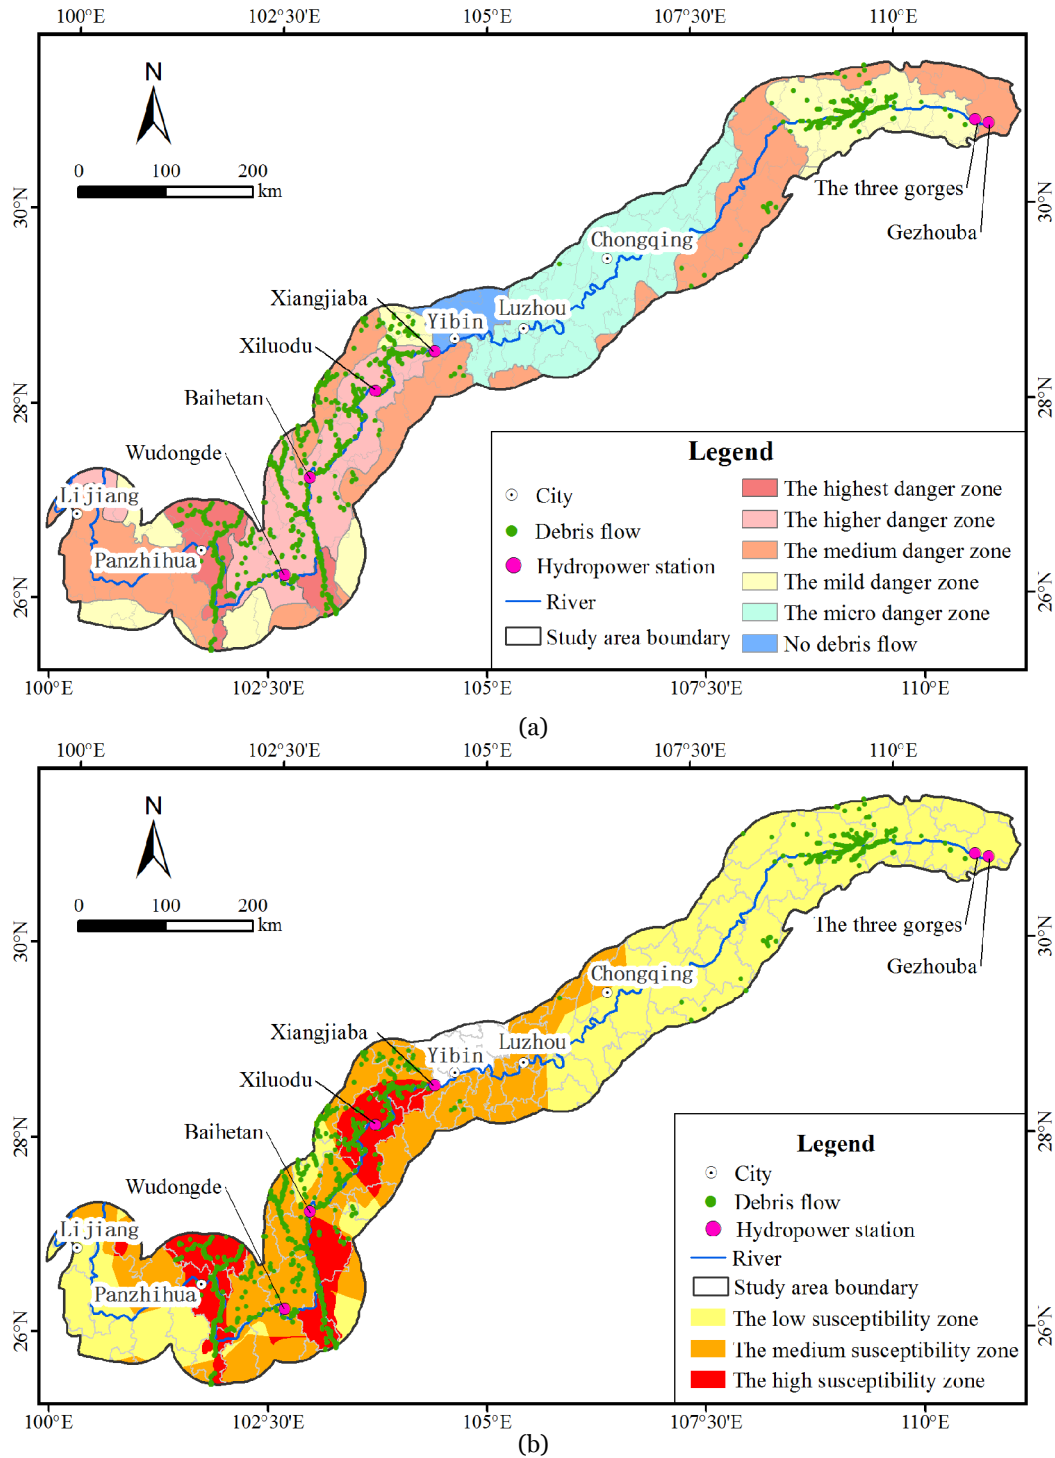 100°E 102°30'E 105°E 107°30'E 110°E
N
0 100 200
km
30°N 30°N
The three gorges
Gezhouba
Chongqing
Xiangjiaba
Luzhou
Yibin
Xiluodu
Baihetan
28°N 28°N
Wudongde
Lijiang
Panzhihua
26°N 26°N
Legend
City
Debris flow
Hydropower station
River
Study area boundary
The highest danger zone
The higher danger zone
The medium danger zone
The mild danger zone
The micro danger zone
No debris flow
100°E 102°30'E 105°E 107°30'E 110°E
(a)
100°E 102°30'E 105°E 107°30'E 110°E
N
0 100 200
km
30°N 30°N
The three gorges
Gezhouba
Chongqing
Xiangjiaba
Luzhou
Yibin
Xiluodu
Baihetan
28°N 28°N
Wudongde
Lijiang
Panzhihua
26°N 26°N
Legend
City
Debris flow
Hydropower station
River
Study area boundary
The low susceptibility zone
The medium susceptibility zone
The high susceptibility zone
100°E 102°30'E 105°E 107°30'E 110°E
(b)